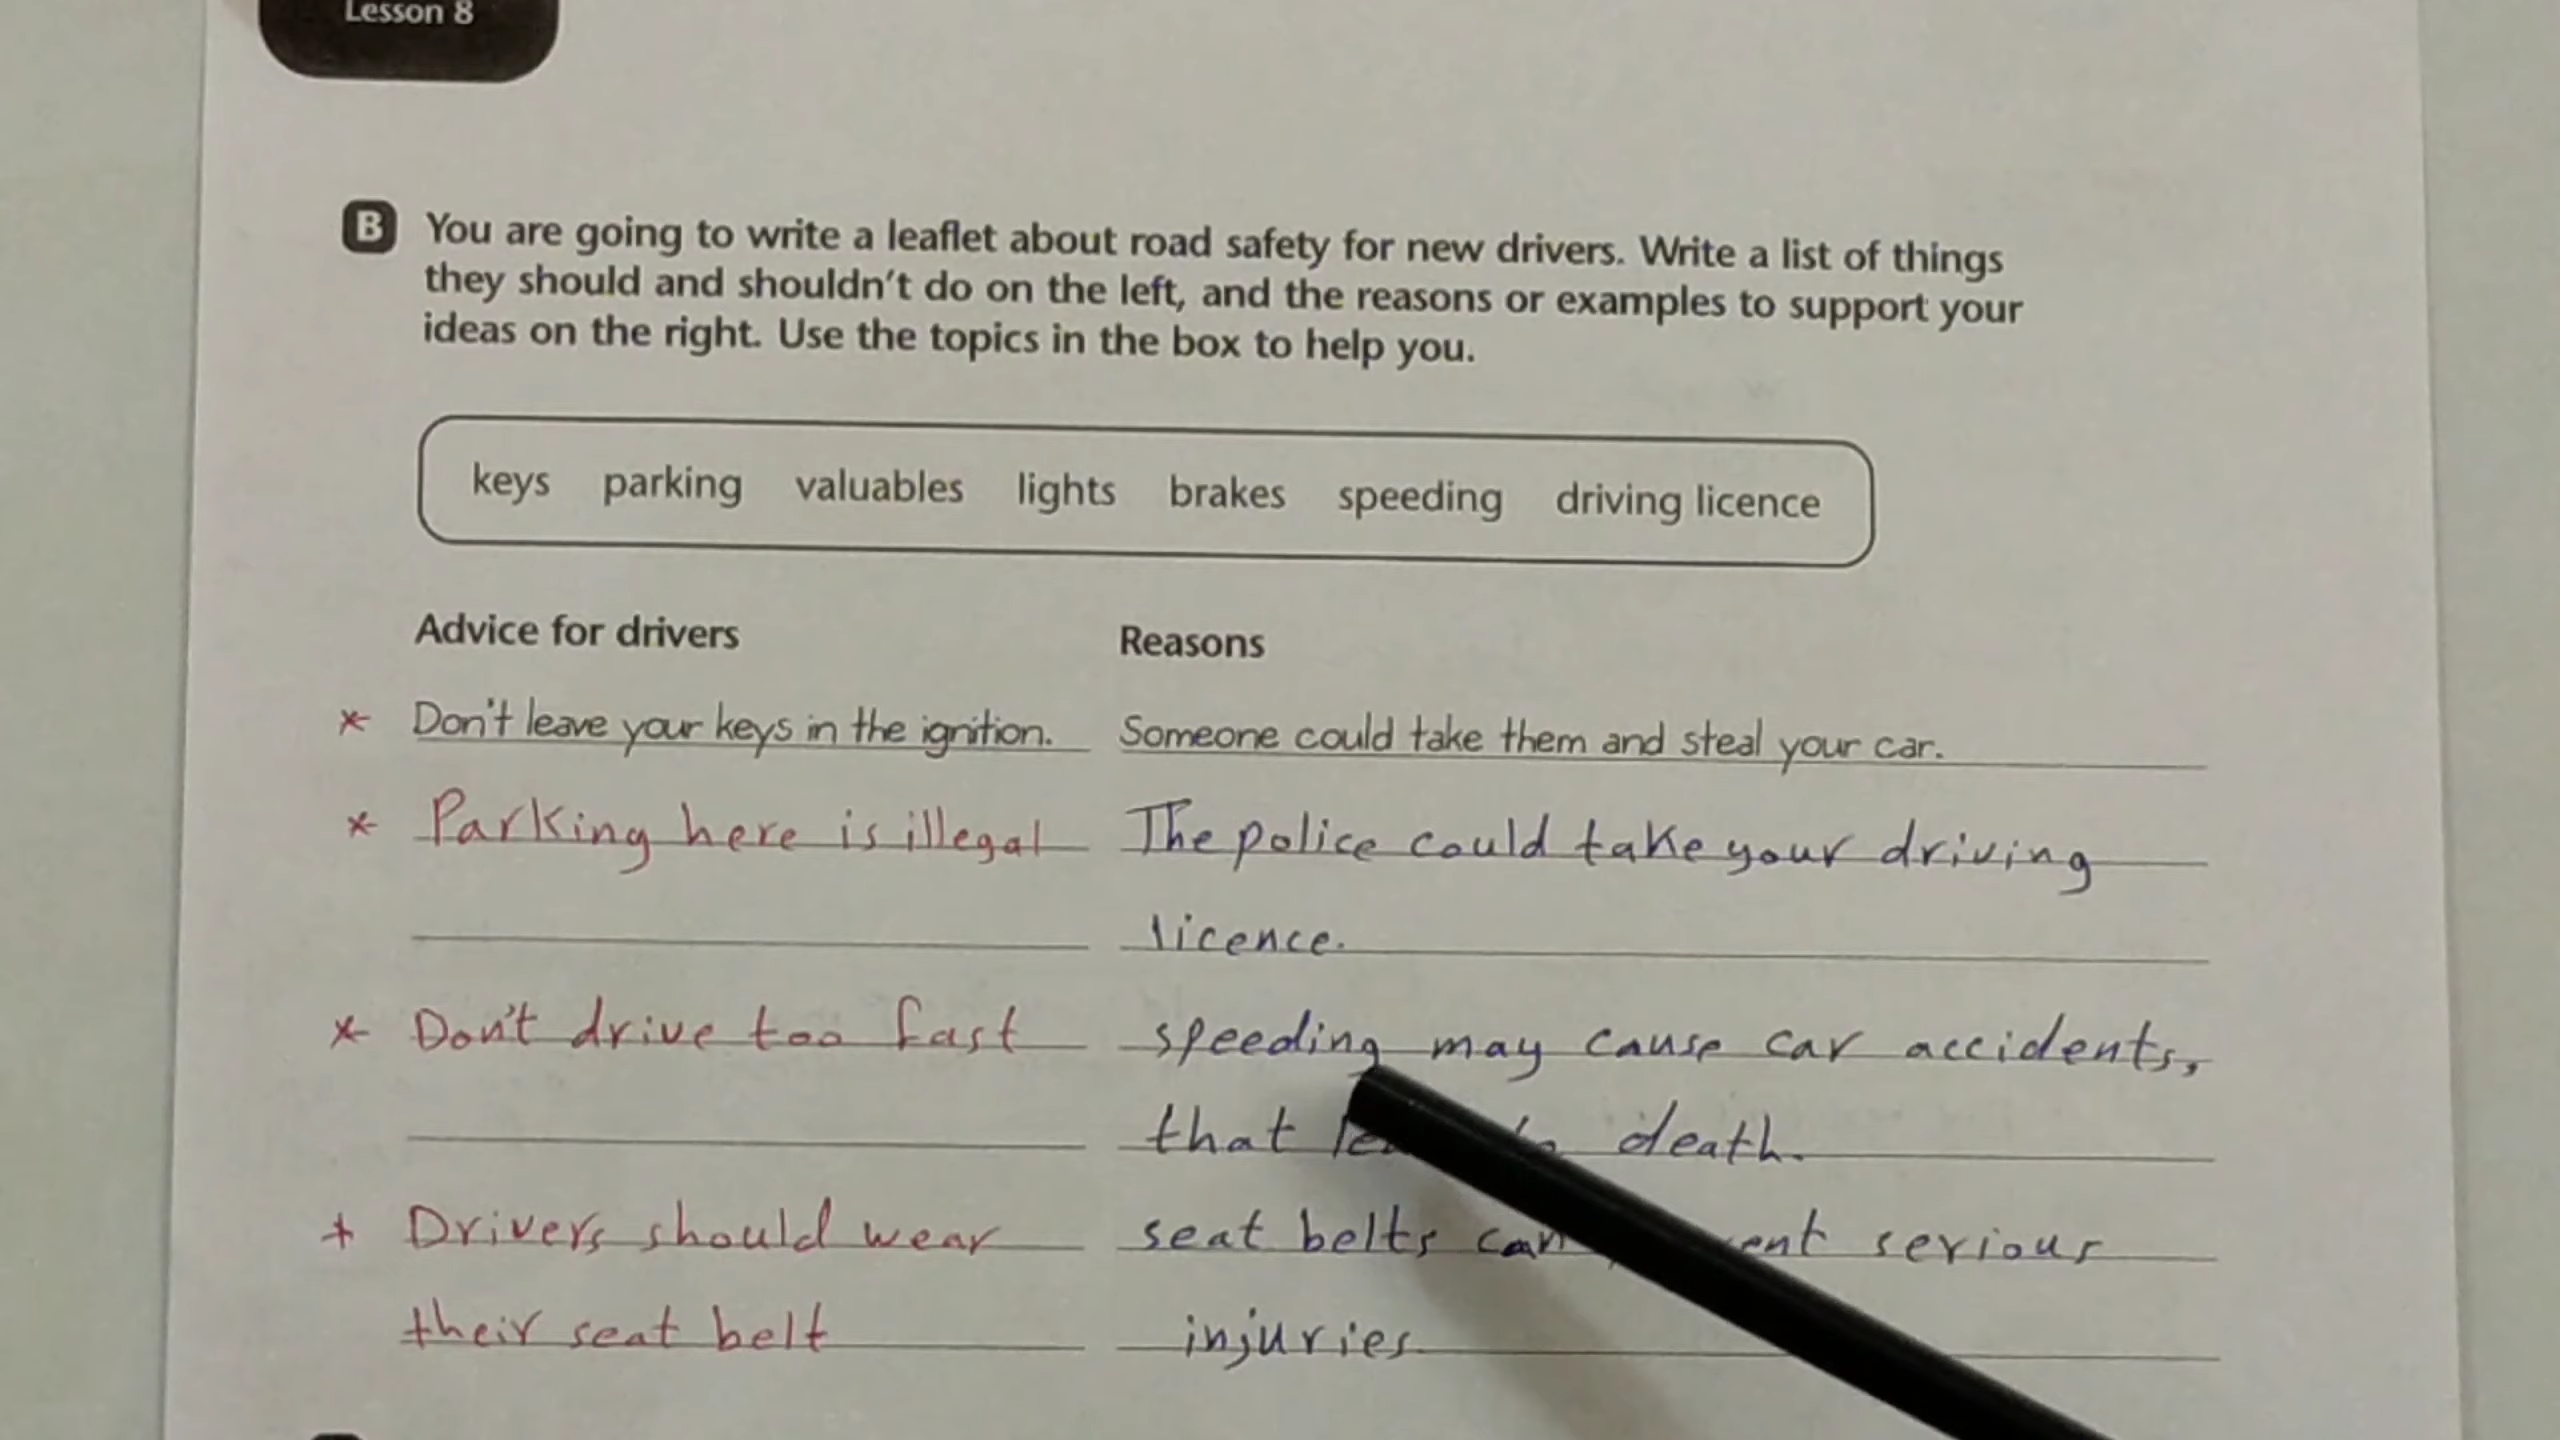 Lesson 8
B You are going to write a leaflet about road safety for new drivers. Write a list of things
they should and shouldn't do on the left, and the reasons or examples to support your
ideas on the right. Use the topics in the box to help you.
keys parking valuables lights brakes speeding driving licence
Advice for drivers Reasons
* Don't leave your keys in the ignition. Someone could take them and steal your car.
* Parking here is illegal The police could take your driving
licence.
* Don't drive too fast speeding may cause car accidents,
that death.
* Drivers should wear seat belts can serious
their seat belt injuries.